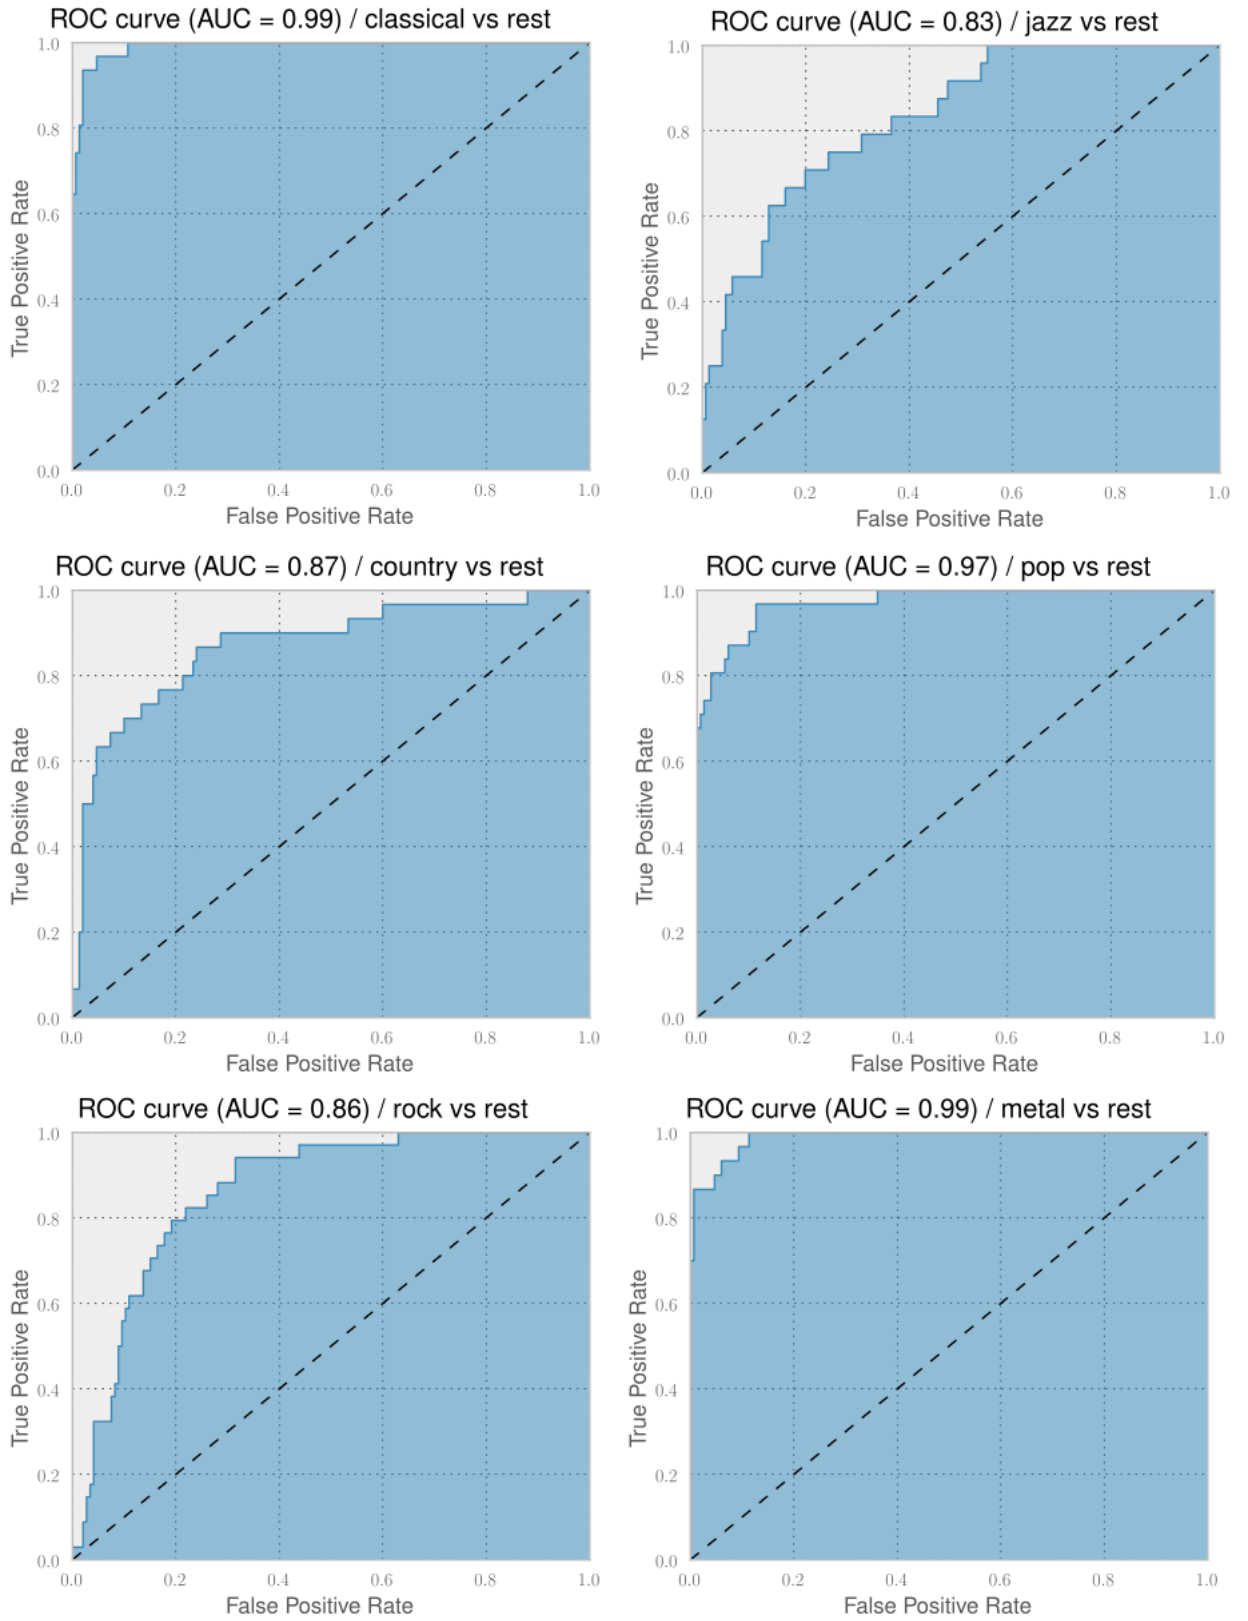 ROC curve (AUC = 0.99) / classical vs rest
1.0
0.8
0.6
0.4
0.2
0.0
True Positive Rate
0.0 0.2 0.4 0.6 0.8 1.0
False Positive Rate
ROC curve (AUC = 0.83) / jazz vs rest
1.0
0.8
0.6
0.4
0.2
0.0
True Positive Rate
0.0 0.2 0.4 0.6 0.8 1.0
False Positive Rate
ROC curve (AUC = 0.87) / country vs rest
1.0
0.8
0.6
0.4
0.2
0.0
True Positive Rate
0.0 0.2 0.4 0.6 0.8 1.0
False Positive Rate
ROC curve (AUC = 0.97) / pop vs rest
1.0
0.8
0.6
0.4
0.2
0.0
True Positive Rate
0.0 0.2 0.4 0.6 0.8 1.0
False Positive Rate
ROC curve (AUC = 0.86) / rock vs rest
1.0
0.8
0.6
0.4
0.2
0.0
True Positive Rate
0.0 0.2 0.4 0.6 0.8 1.0
False Positive Rate
ROC curve (AUC = 0.99) / metal vs rest
1.0
0.8
0.6
0.4
0.2
0.0
True Positive Rate
0.0 0.2 0.4 0.6 0.8 1.0
False Positive Rate